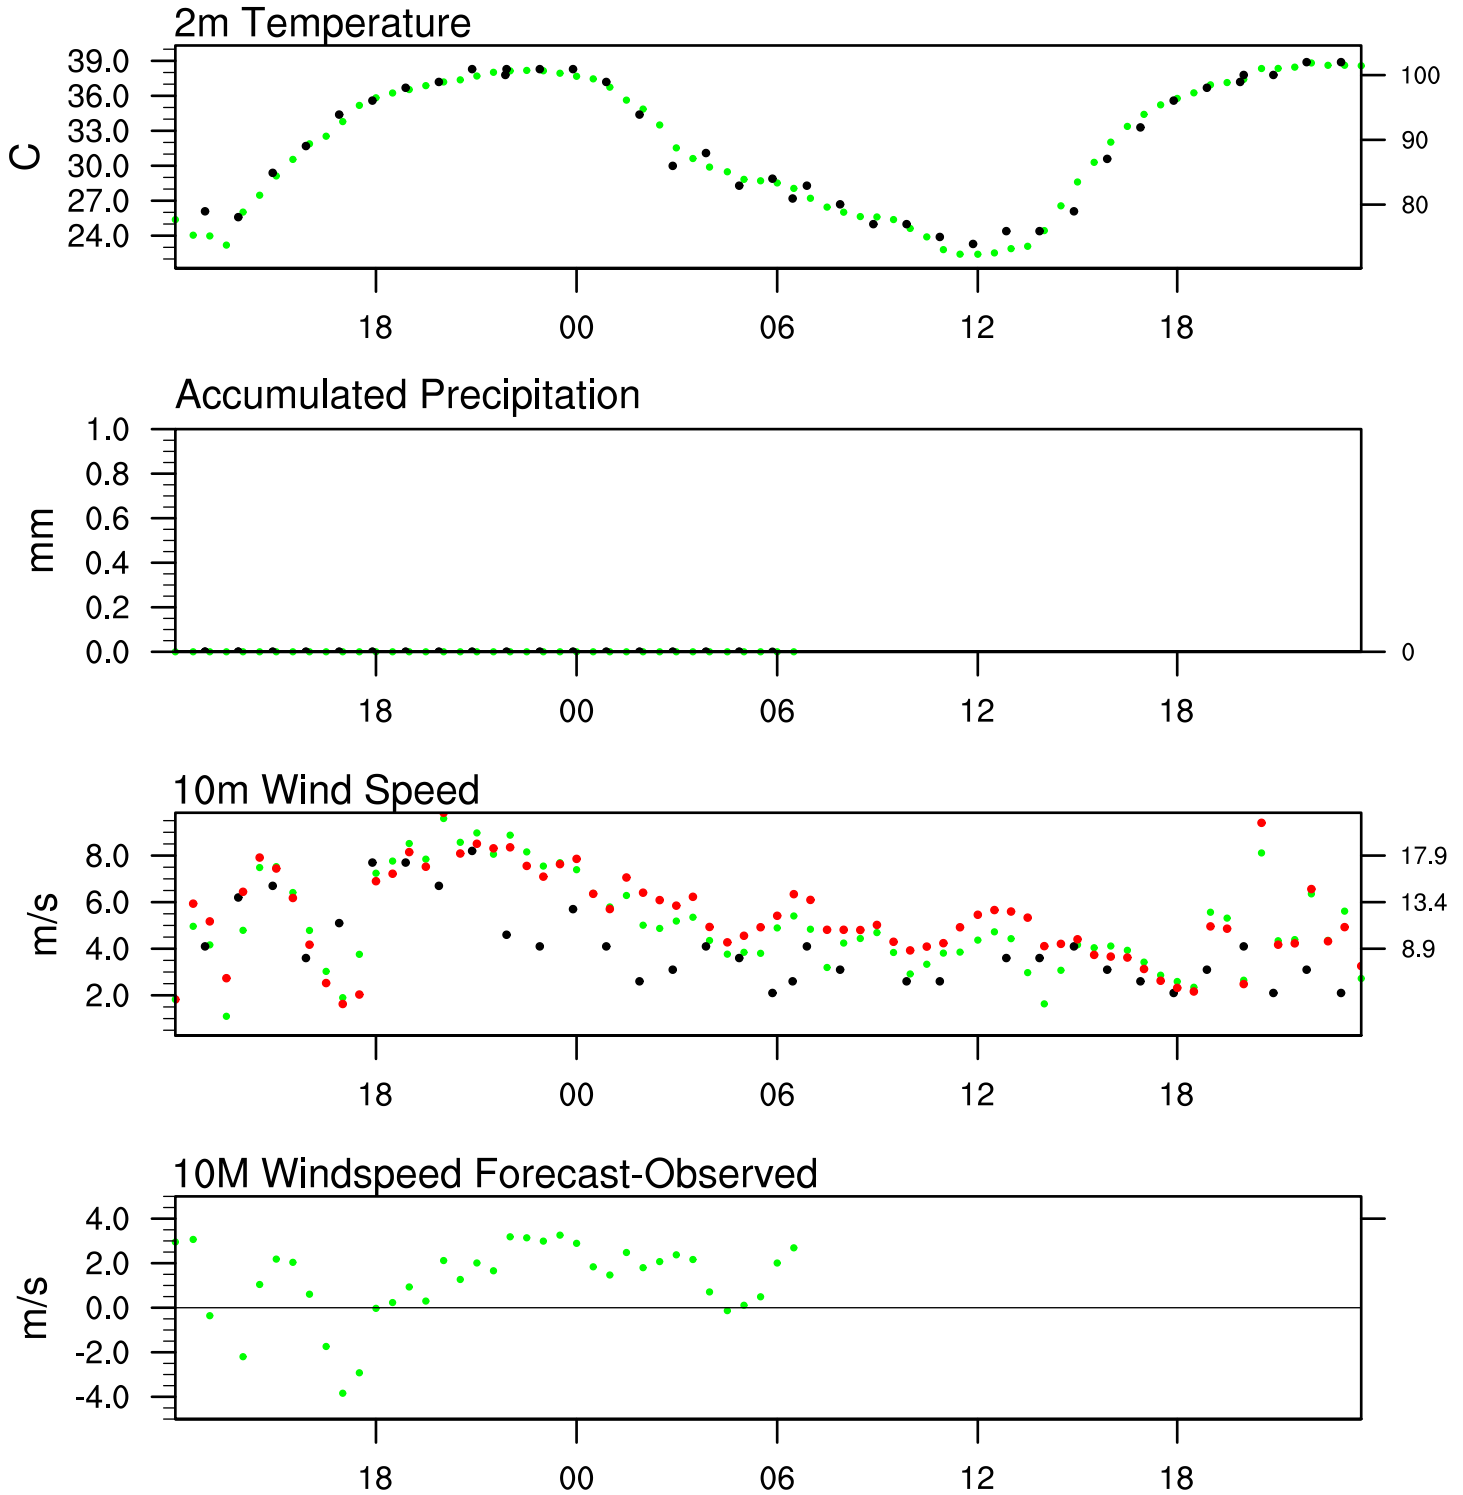 2m Temperature
39.0
36.0
33.0
30.0
27.0
24.0
C
100
90
80
18 00 06 12 18
Accumulated Precipitation
1.0
0.8
0.6
0.4
0.2
0.0
mm
0
18 00 06 12 18
10m Wind Speed
8.0
6.0
4.0
2.0
m/s
17.9
13.4
8.9
18 00 06 12 18
10M Windspeed Forecast-Observed
4.0
2.0
0.0
-2.0
-4.0
m/s
18 00 06 12 18